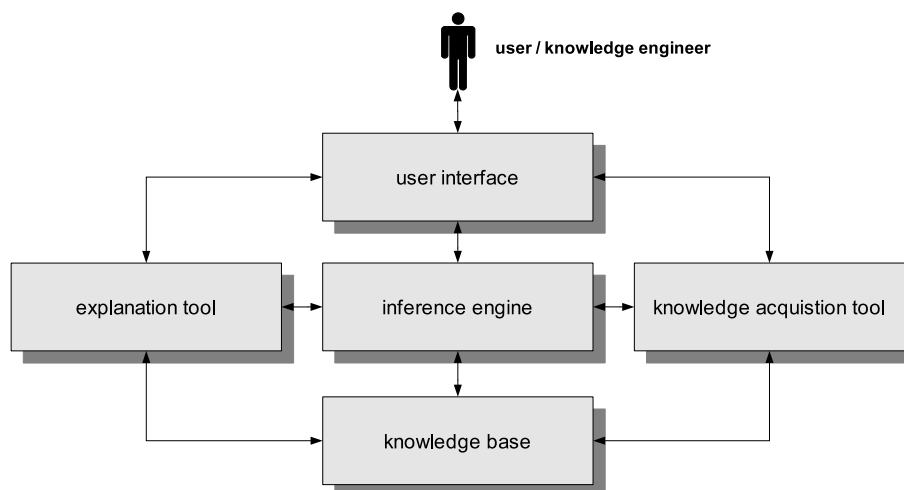 user / knowledge engineer
user interface
explanation tool
inference engine
knowledge acquistion tool
knowledge base